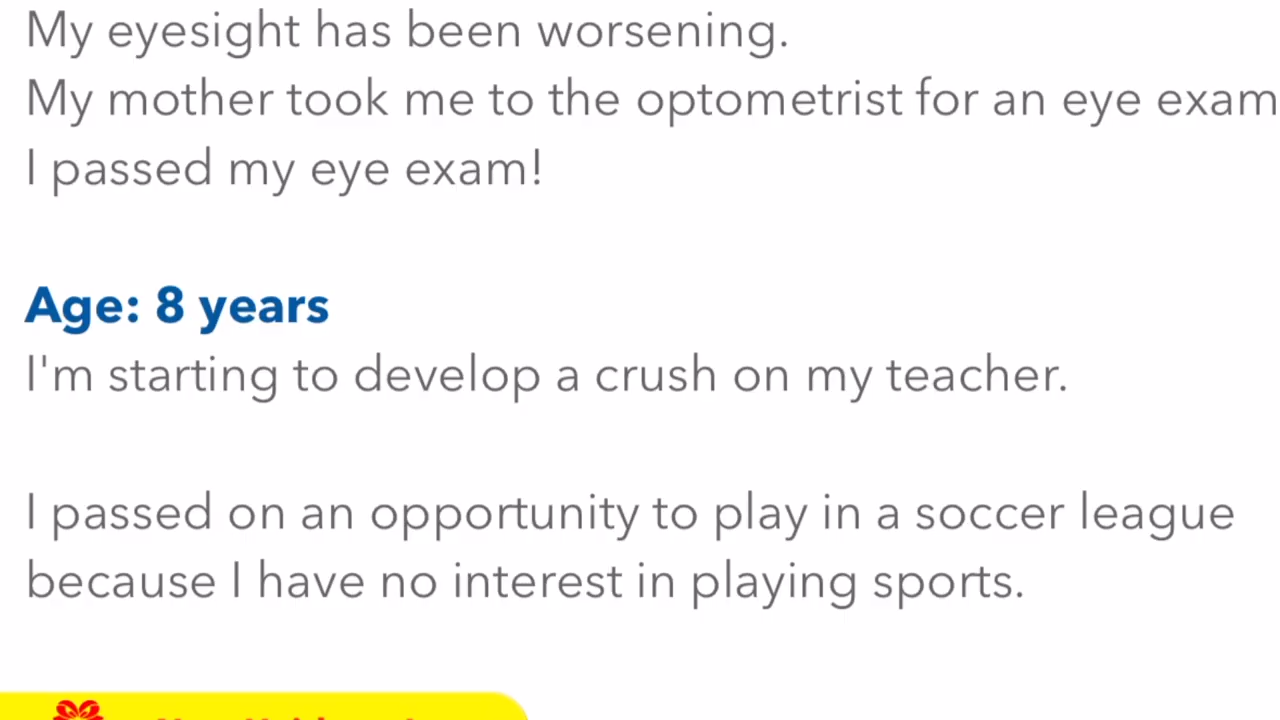 My eyesight has been worsening.
My mother took me to the optometrist for an eye exam
I passed my eye exam!
Age: 8 years
I'm starting to develop a crush on my teacher.
I passed on an opportunity to play in a soccer league
because I have no interest in playing sports.